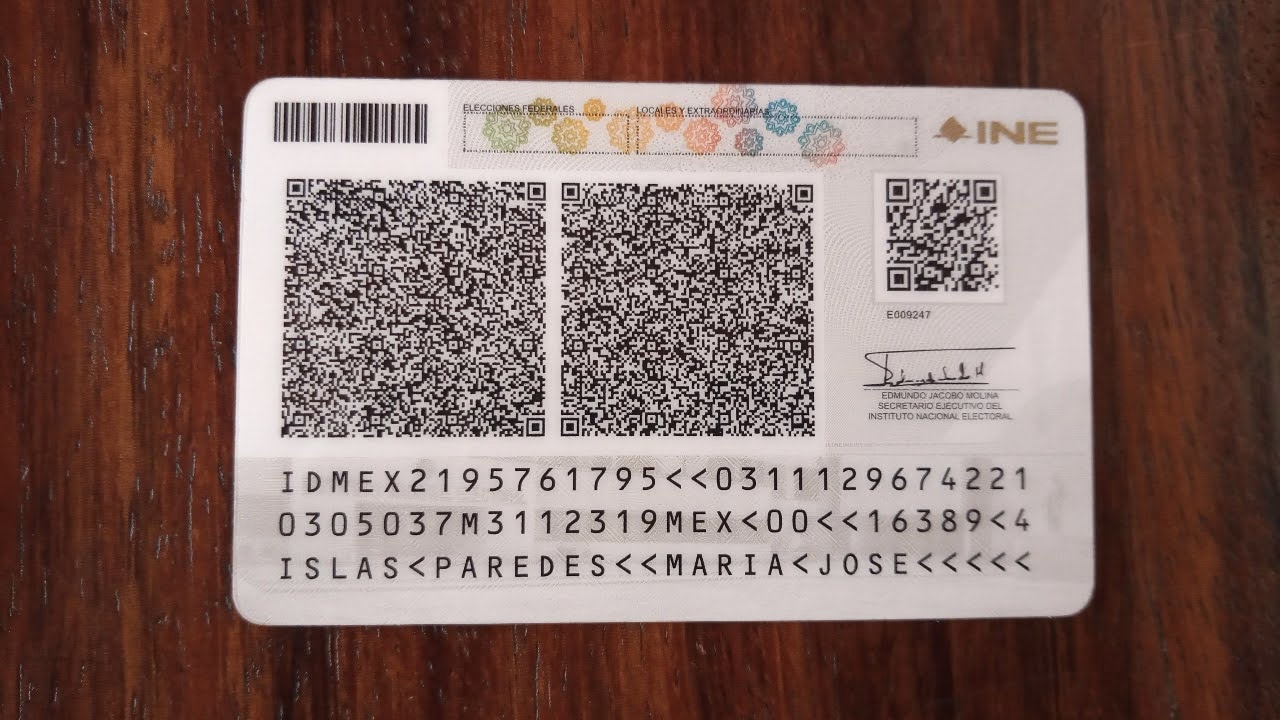 ELECCIONES FEDERALES LOCALES Y EXTRAORDINARIAS
INE
E009247
EDMUNDO JACOBO MOLINA
SECRETARIO EJECUTIVO DEL
INSTITUTO NACIONAL ELECTORAL
IDMEX2195761795<<0311129674221
0305037M3112319MEX<00<<16389<4
ISLAS<PAREDES<<MARIA<JOSE<<<<<